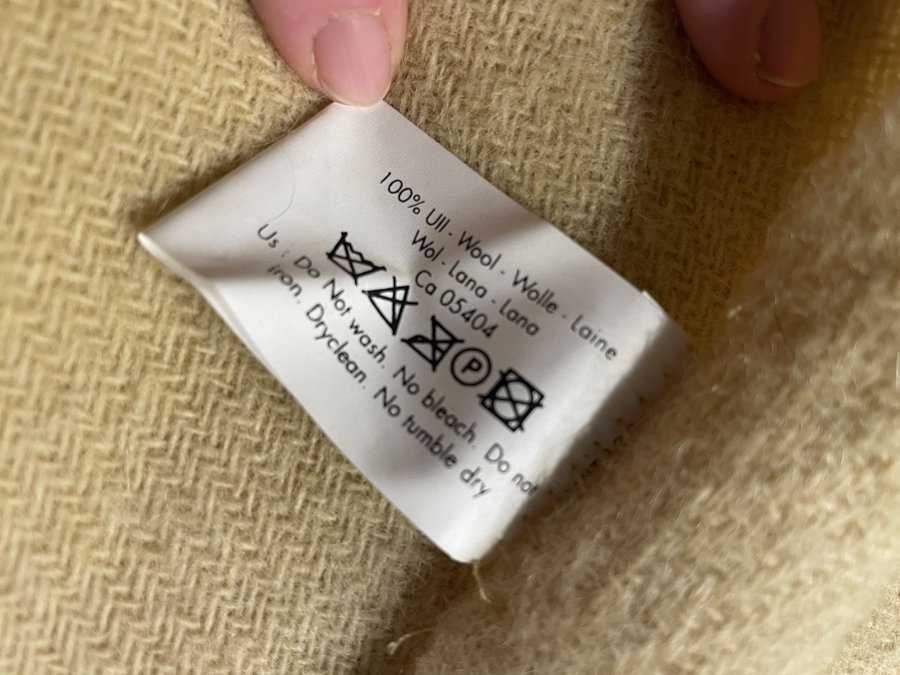 100% Ull - Wool - Wolle - Laine
Wol - Lana - Lana
Ca 05404
P
Us : Do Not wash. No bleach. Do not
iron. Dryclean. No tumble dry